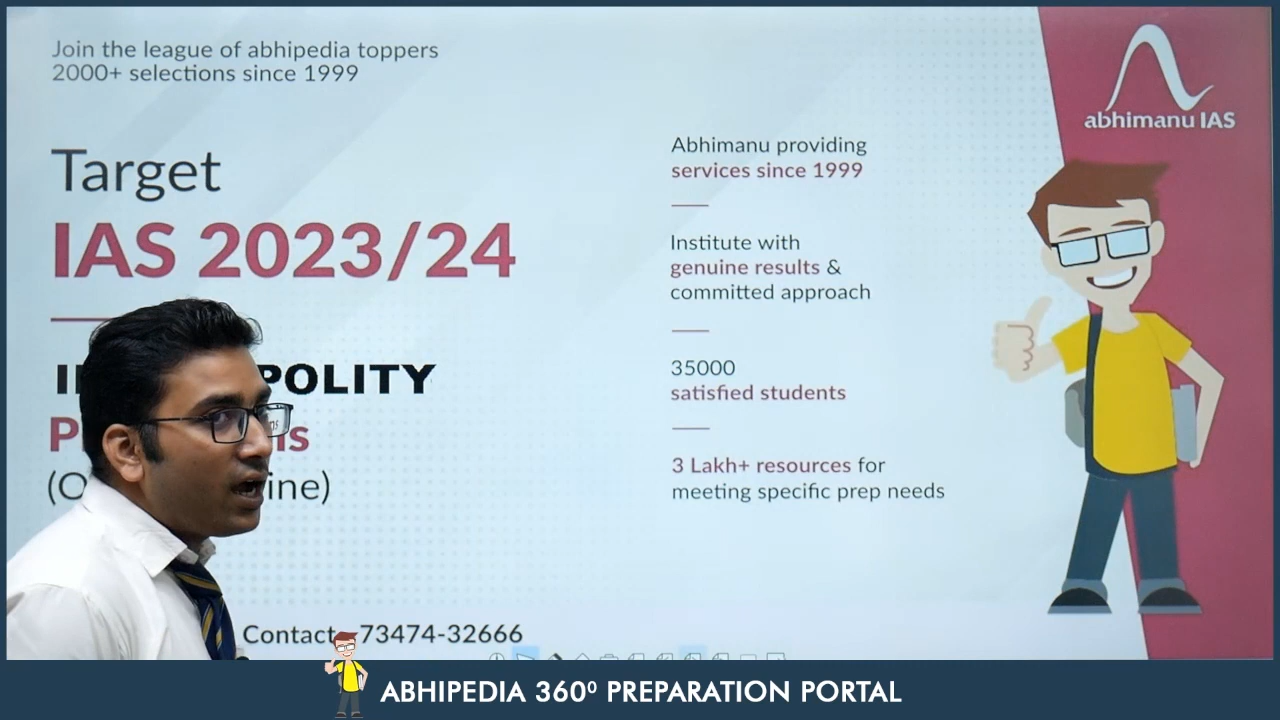 Join the league of abhipedia toppers
2000+ selections since 1999
Target
IAS 2023/24
POLITY
Contact 73474-32666
Abhimanu providing
services since 1999
Institute with
genuine results &
committed approach
35000
satisfied students
3 Lakh+ resources for
meeting specific prep needs
abhimanu IAS
ABHIPEDIA 360⁰ PREPARATION PORTAL